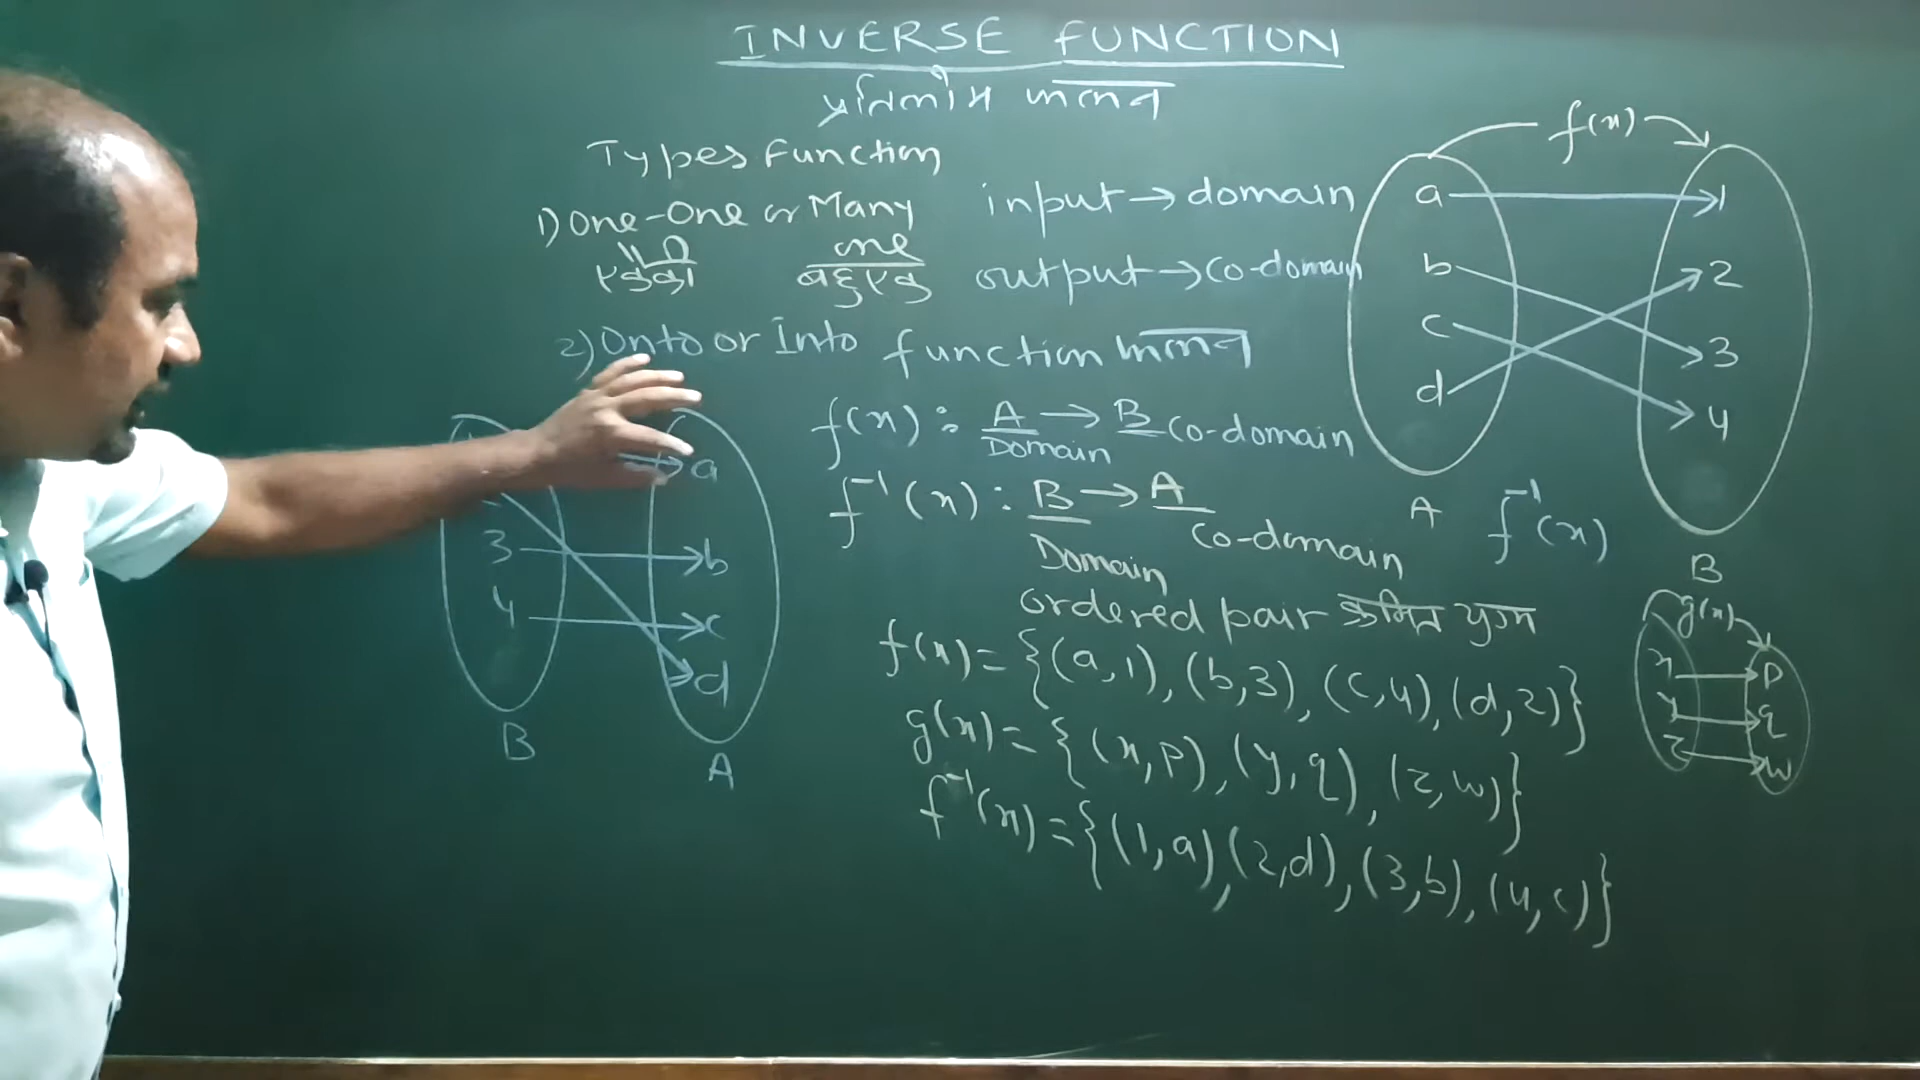 INVERSE FUNCTION
फलन
Types Function
1) One-One or Many one
एकैकी बहुएक
input → domain
output → Co-domain
2) Onto or Into function फलन
f(x) : A → B Co-domain
Domain
f⁻¹(x) : B → A
Domain Co-domain
ordered pair क्रमित युग्म
f(x) = {(a,1), (b,3), (c,4), (d,2)}
g(x) = {(x,p), (y,q), (z,w)}
f⁻¹(x) = {(1,a), (2,d), (3,b), (4,c)}
f(x)
a 1
b 2
c 3
d 4
A B
f⁻¹(x)
g(x)
x p
y q
z w
a
3 b
4 c
d
B A